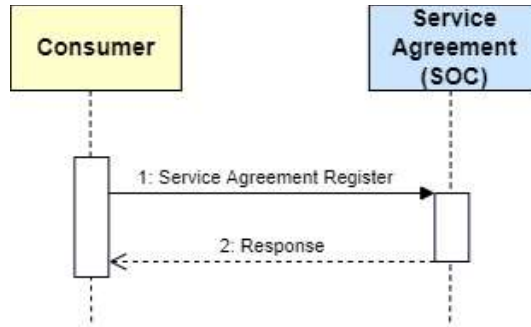 Consumer
Service
Agreement
(SOC)
1: Service Agreement Register
2: Response